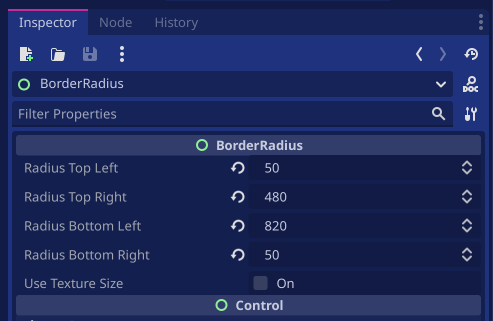 Inspector Node History
BorderRadius
DOC
Filter Properties
BorderRadius
Radius Top Left 50
Radius Top Right 480
Radius Bottom Left 820
Radius Bottom Right 50
Use Texture Size On
Control